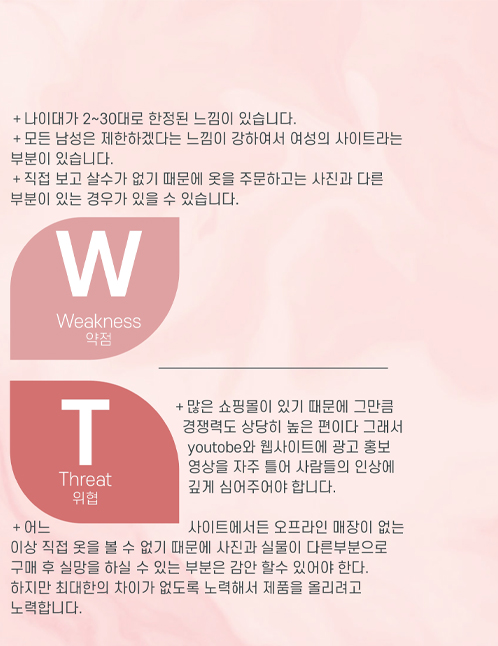 + 나이대가 2~30대로 한정된 느낌이 있습니다.
+ 모든 남성은 제한하겠다는 느낌이 강하여서 여성의 사이트라는
부분이 있습니다.
+ 직접 보고 살수가 없기 때문에 옷을 주문하고는 사진과 다른
부분이 있는 경우가 있을 수 있습니다.
W
Weakness
약점
T
Threat
위협
+ 많은 쇼핑몰이 있기 때문에 그만큼
경쟁력도 상당히 높은 편이다 그래서
youtobe와 웹사이트에 광고 홍보
영상을 자주 틀어 사람들의 인상에
깊게 심어주어야 합니다.
+ 어느 사이트에서든 오프라인 매장이 없는
이상 직접 옷을 볼 수 없기 때문에 사진과 실물이 다른부분으로
구매 후 실망을 하실 수 있는 부분은 감안 할수 있어야 한다.
하지만 최대한의 차이가 없도록 노력해서 제품을 올리려고
노력합니다.